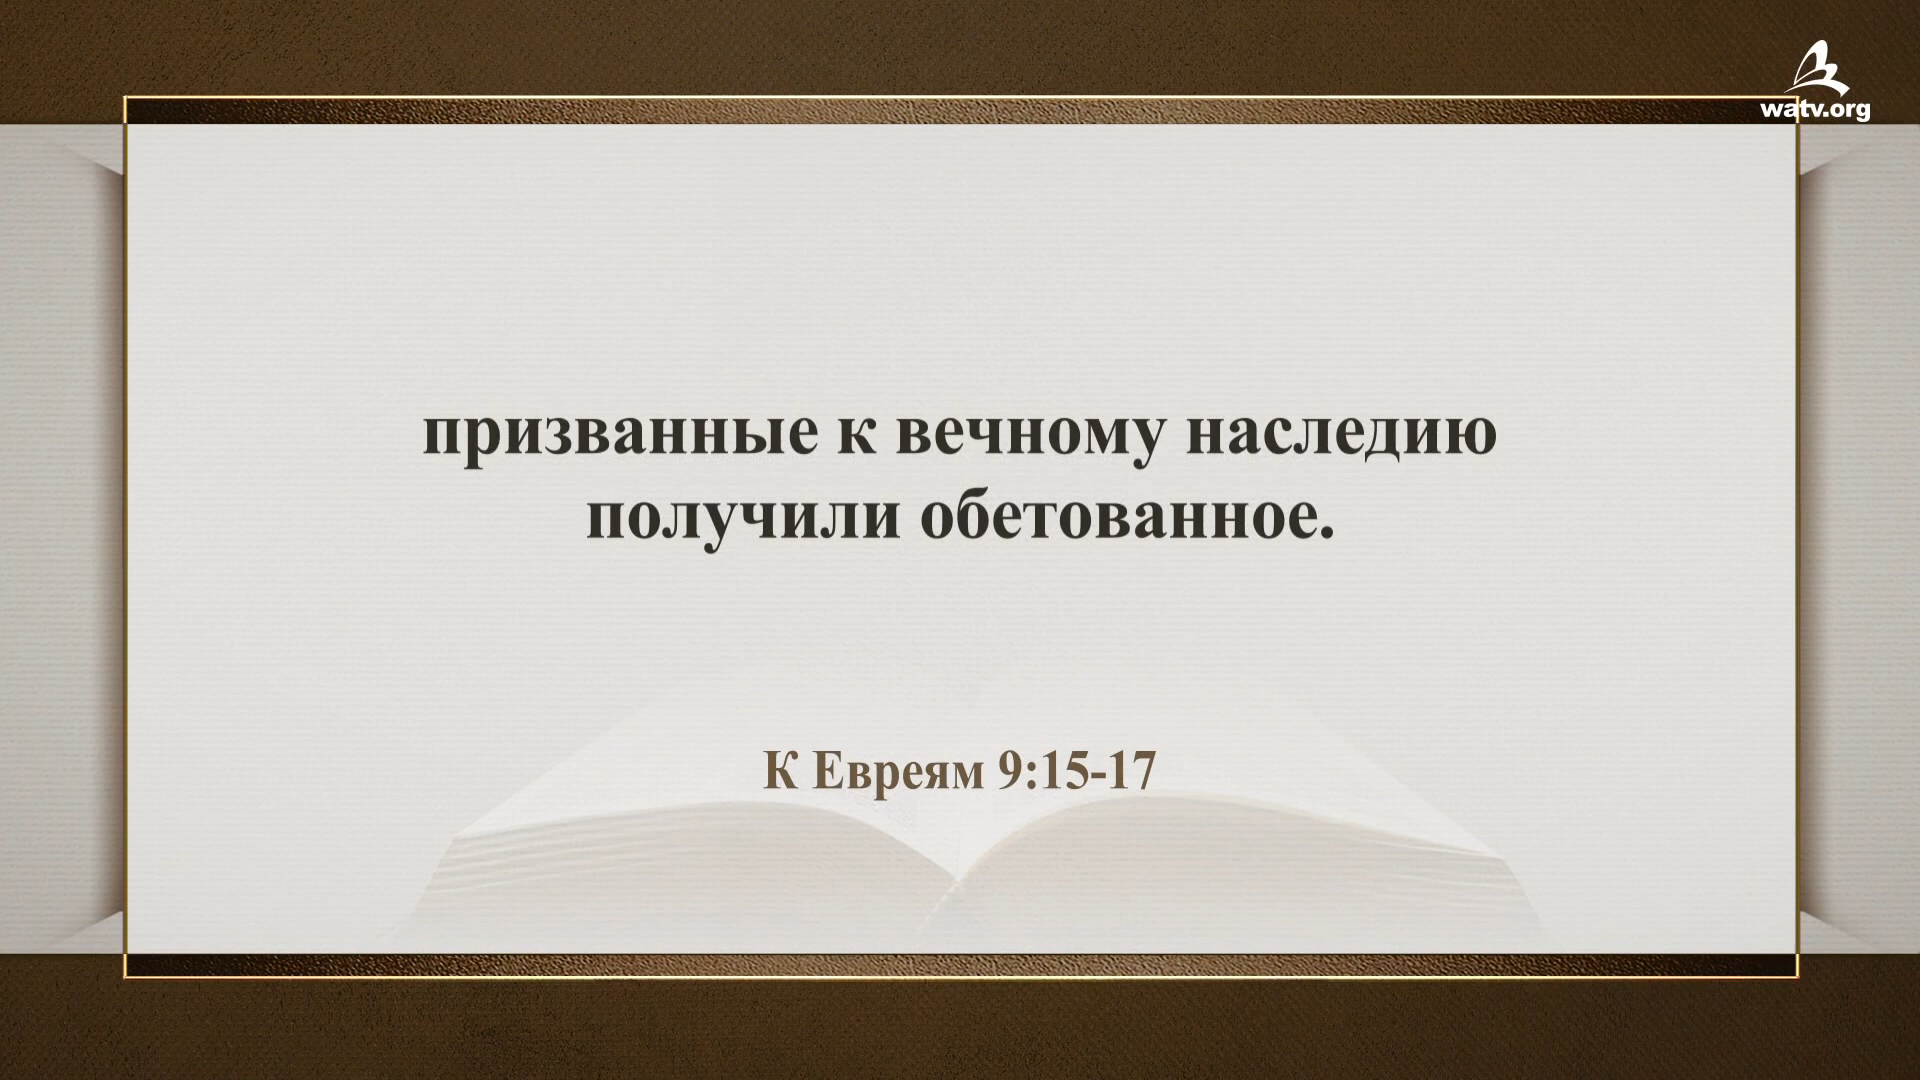 watv.org
призванные к вечному наследию
получили обетованное.
К Евреям 9:15-17